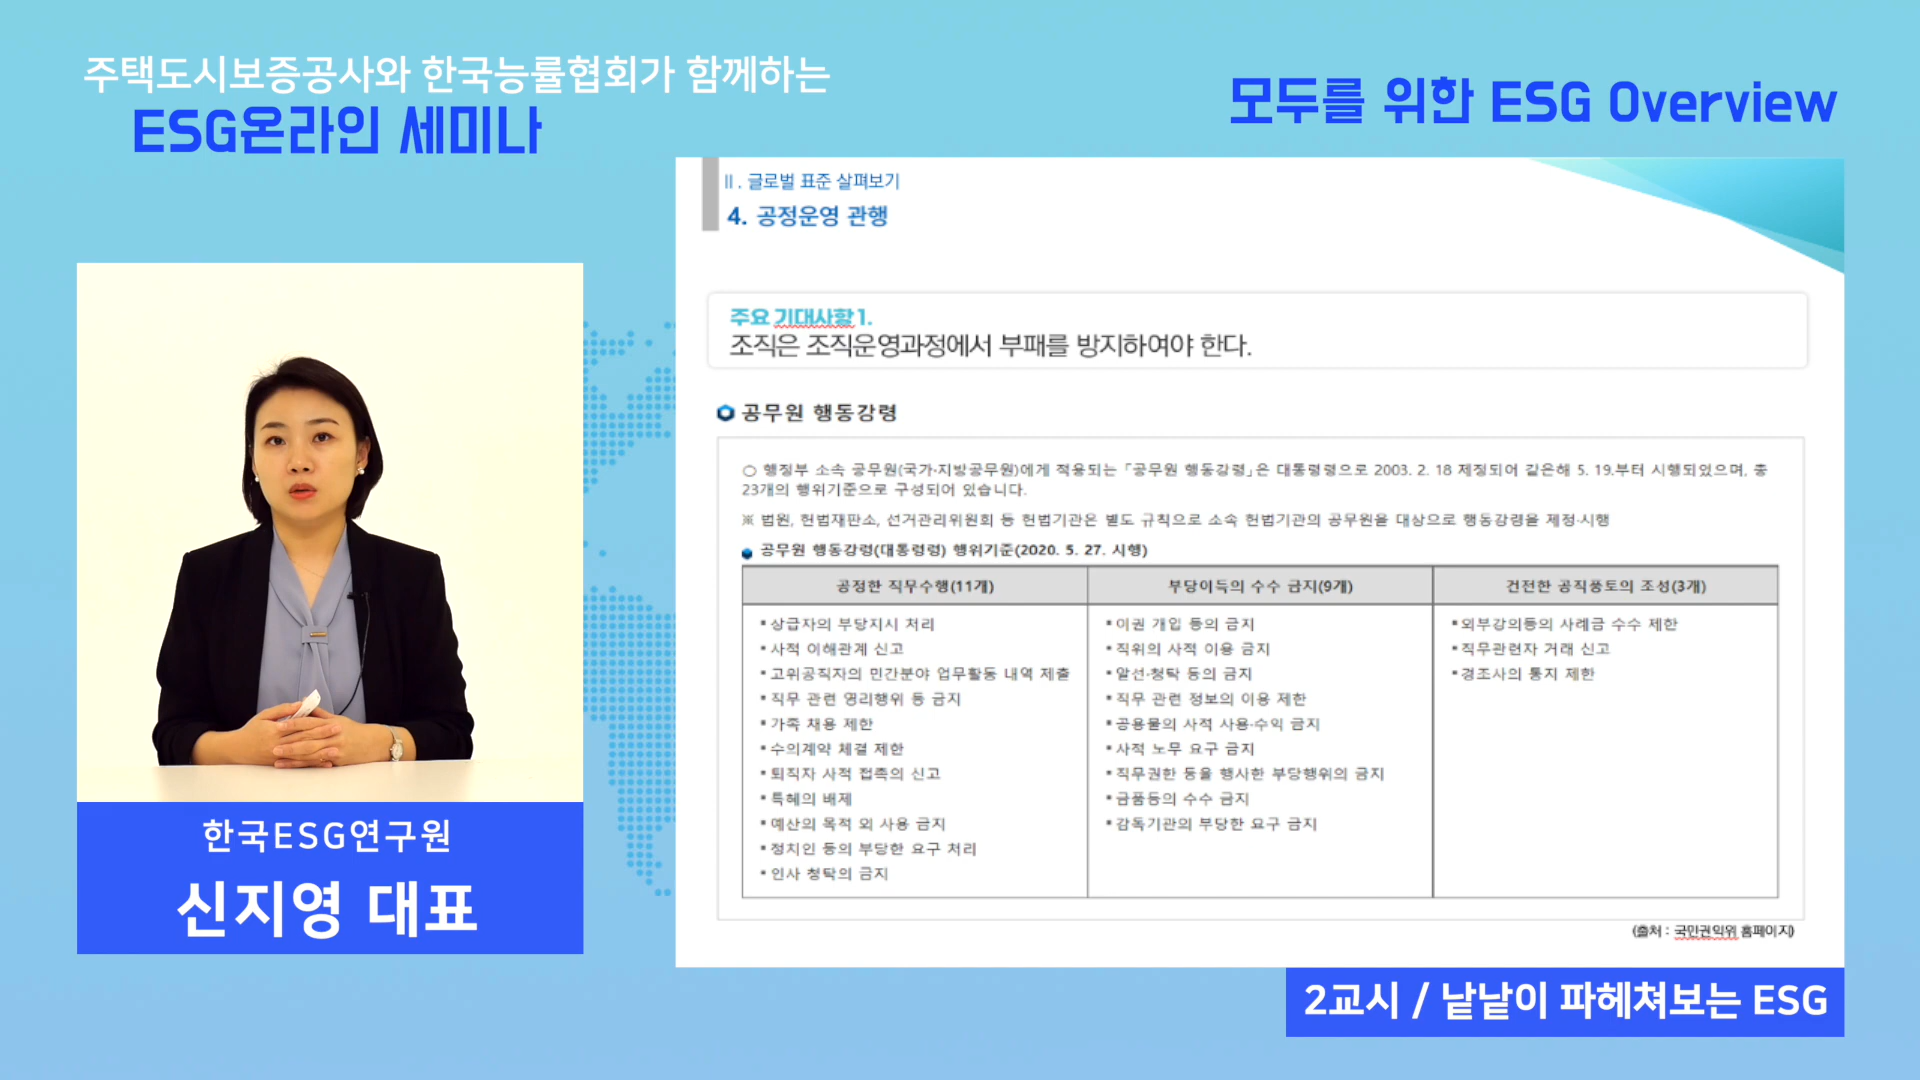 주택도시보증공사와 한국능률협회가 함께하는
ESG온라인 세미나
모두를 위한 ESG Overview
Ⅱ. 글로벌 표준 살펴보기
4. 공정운영 관행
주요 기대사항 1.
조직은 조직운영과정에서 부패를 방지하여야 한다.
공무원 행동강령
○ 행정부 소속 공무원(국가·지방공무원)에게 적용되는 「공무원 행동강령」은 대통령령으로 2003. 2. 18 제정되어 같은해 5. 19.부터 시행되었으며, 총
23개의 행위기준으로 구성되어 있습니다.
※ 법원, 헌법재판소, 선거관리위원회 등 헌법기관은 별도 규칙으로 소속 헌법기관의 공무원을 대상으로 행동강령을 제정·시행
공무원 행동강령(대통령령) 행위기준(2020. 5. 27. 시행)
공정한 직무수행(11개)
▪상급자의 부당지시 처리
▪사적 이해관계 신고
▪고위공직자의 민간분야 업무활동 내역 제출
▪직무 관련 영리행위 등 금지
▪가족 채용 제한
▪수의계약 체결 제한
▪퇴직자 사적 접촉의 신고
▪특혜의 배제
▪예산의 목적 외 사용 금지
▪정치인 등의 부당한 요구 처리
▪인사 청탁의 금지
부당이득의 수수 금지(9개)
▪이권 개입 등의 금지
▪직위의 사적 이용 금지
▪알선·청탁 등의 금지
▪직무 관련 정보의 이용 제한
▪공용물의 사적 사용·수익 금지
▪사적 노무 요구 금지
▪직무권한 등을 행사한 부당행위의 금지
▪금품등의 수수 금지
▪감독기관의 부당한 요구 금지
건전한 공직풍토의 조성(3개)
▪외부강의등의 사례금 수수 제한
▪직무관련자 거래 신고
▪경조사의 통지 제한
(출처 : 국민권익위 홈페이지)
한국ESG연구원
신지영 대표
2교시 / 낱낱이 파헤쳐보는 ESG